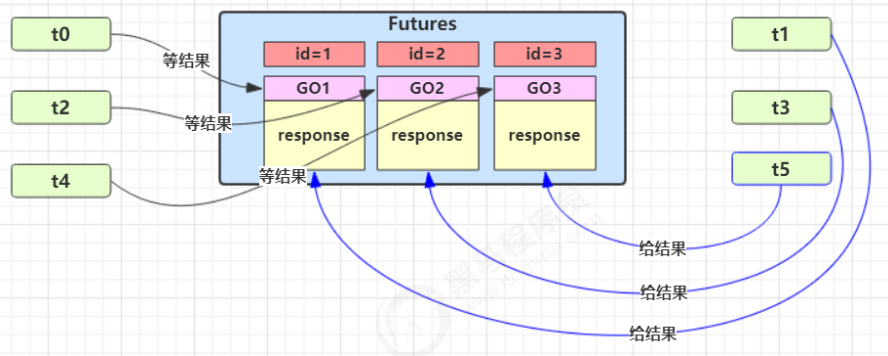 Futures
t0
id=1
id=2
id=3
t1
等结果
GO1
GO2
GO3
t2
等结果
t3
response
response
response
t4
等结果
t5
给结果
给结果
给结果
黑马程序员